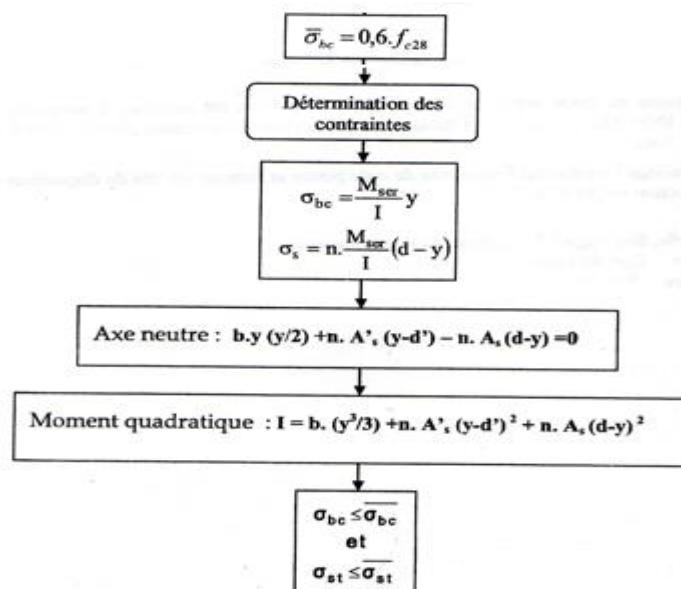 σ̅bc = 0,6.fc28
Détermination des
contraintes
σbc = Mser/I y
σs = n. Mser/I (d – y)
Axe neutre : b.y (y/2) +n. A's (y-d') – n. As (d-y) =0
Moment quadratique : I = b. (y³/3) +n. A's (y-d')² + n. As (d-y)²
σbc ≤ σ̅bc
et
σst ≤ σ̅st